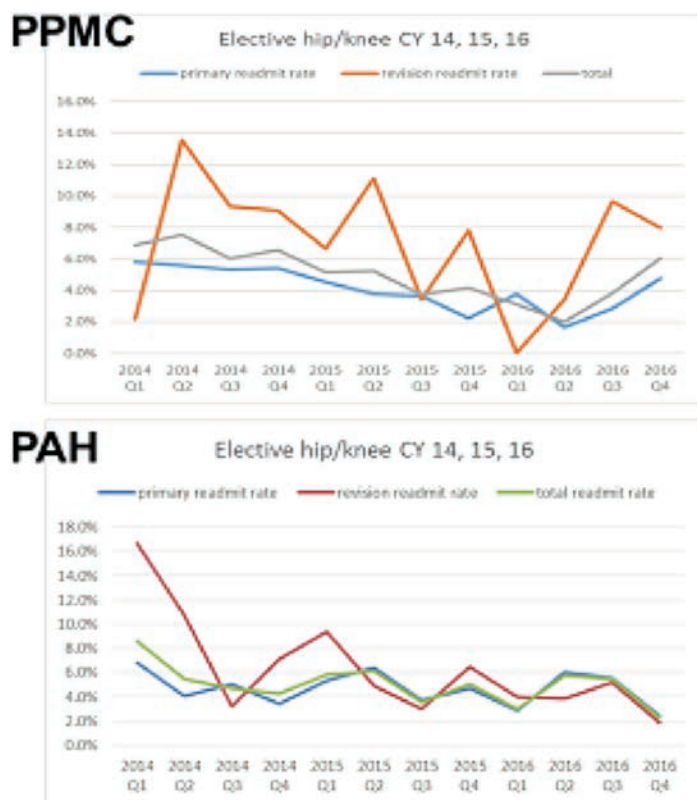 PPMC
Elective hip/knee CY 14, 15, 16
primary readmit rate revision readmit rate total
16.0%
14.0%
12.0%
10.0%
8.0%
6.0%
4.0%
2.0%
0.0%
2014 2014 2014 2014 2015 2015 2015 2015 2016 2016 2016 2016
Q1 Q2 Q3 Q4 Q1 Q2 Q3 Q4 Q1 Q2 Q3 Q4
PAH
Elective hip/knee CY 14, 15, 16
primary readmit rate revision readmit rate total readmit rate
18.0%
16.0%
14.0%
12.0%
10.0%
8.0%
6.0%
4.0%
2.0%
0.0%
2014 2014 2014 2014 2015 2015 2015 2015 2016 2016 2016 2016
Q1 Q2 Q3 Q4 Q1 Q2 Q3 Q4 Q1 Q2 Q3 Q4